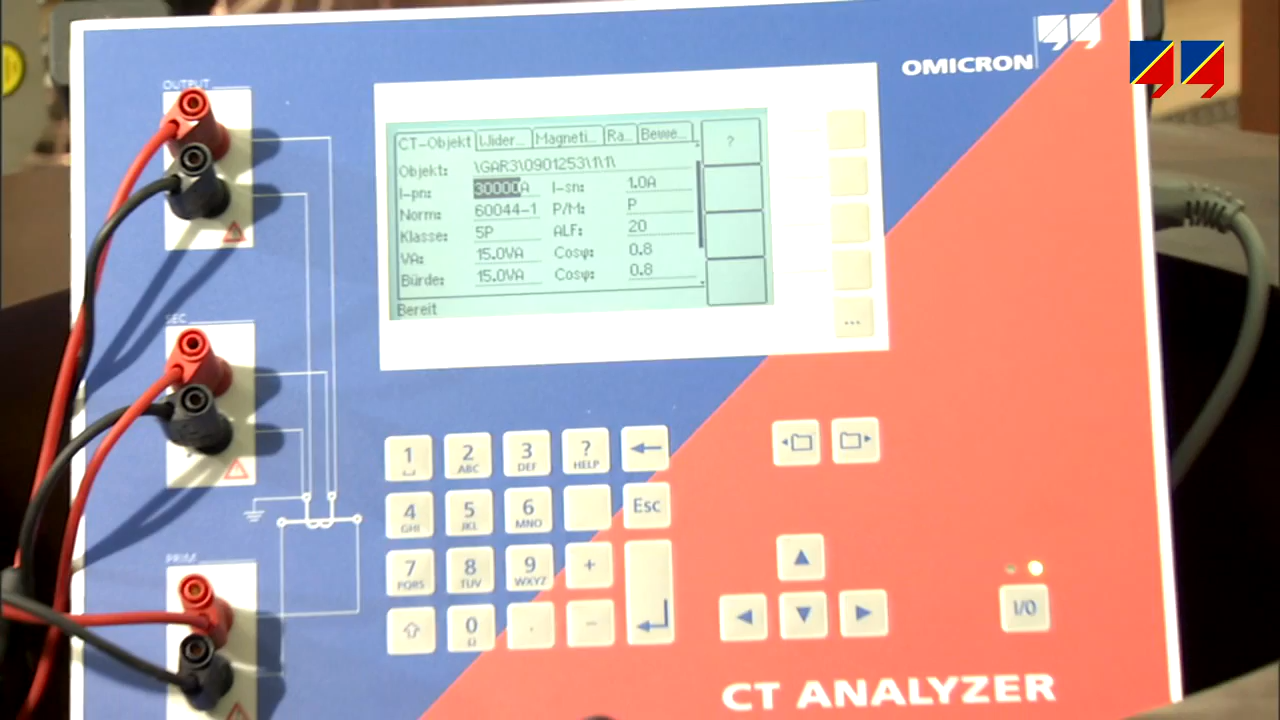 OMICRON
OUTPUT
CT-Objekt Wider... Magneti... Ra... Bewe... ?
Objekt: \GAR3\0901253\1\1\
I-pn: 30000A I-sn: 1.0A
Norm: 60044-1 P/M: P
Klasse: 5P ALF: 20
VA: 15.0VA Cosφ: 0.8
Bürde: 15.0VA Cosφ: 0.8
Bereit
...
SEC
PRIM
1 2 ABC 3 DEF ? HELP
4 GHI 5 JKL 6 MNO Esc
7 PQRS 8 TUV 9 WXYZ +
0 . -
I/O
CT ANALYZER